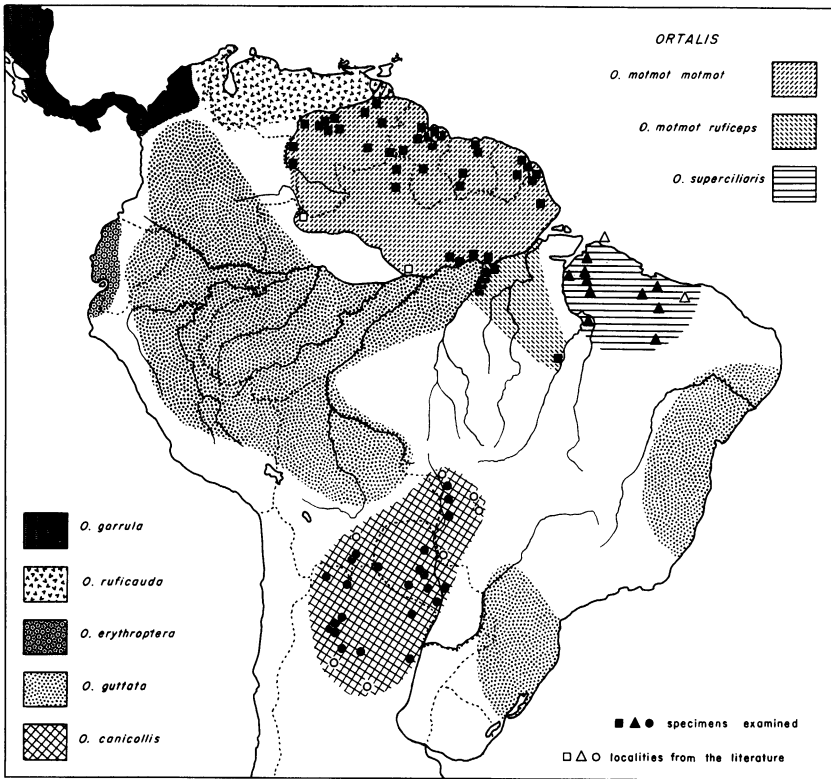 ORTALIS
O. motmot motmot
O. motmot ruficeps
O. superciliaris
O. garrula
O. ruficauda
O. erythroptera
O. guttata
O. canicollis
■ ▲ ● specimens examined
□ △ ○ localities from the literature